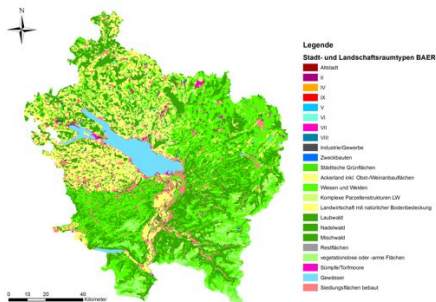 N
Legende
Stadt- und Landschaftsraumtypen BAER
Altstadt
II
IV
IX
V
VI
VII
VIII
Industrie/Gewerbe
Zweckbauten
Städtische Grünflächen
Ackerland inkl. Obst-/Weinanbauflächen
Wiesen und Weiden
Komplexe Parzellenstrukturen LW
Landwirtschaft mit natürlicher Bodenbedeckung
Laubwald
Nadelwald
Mischwald
Restflächen
vegetationslose oder -arme Flächen
Sümpfe/Torfmoore
Gewässer
Siedlungsflächen bebaut
0 10 20 40 60 80
Kilometer